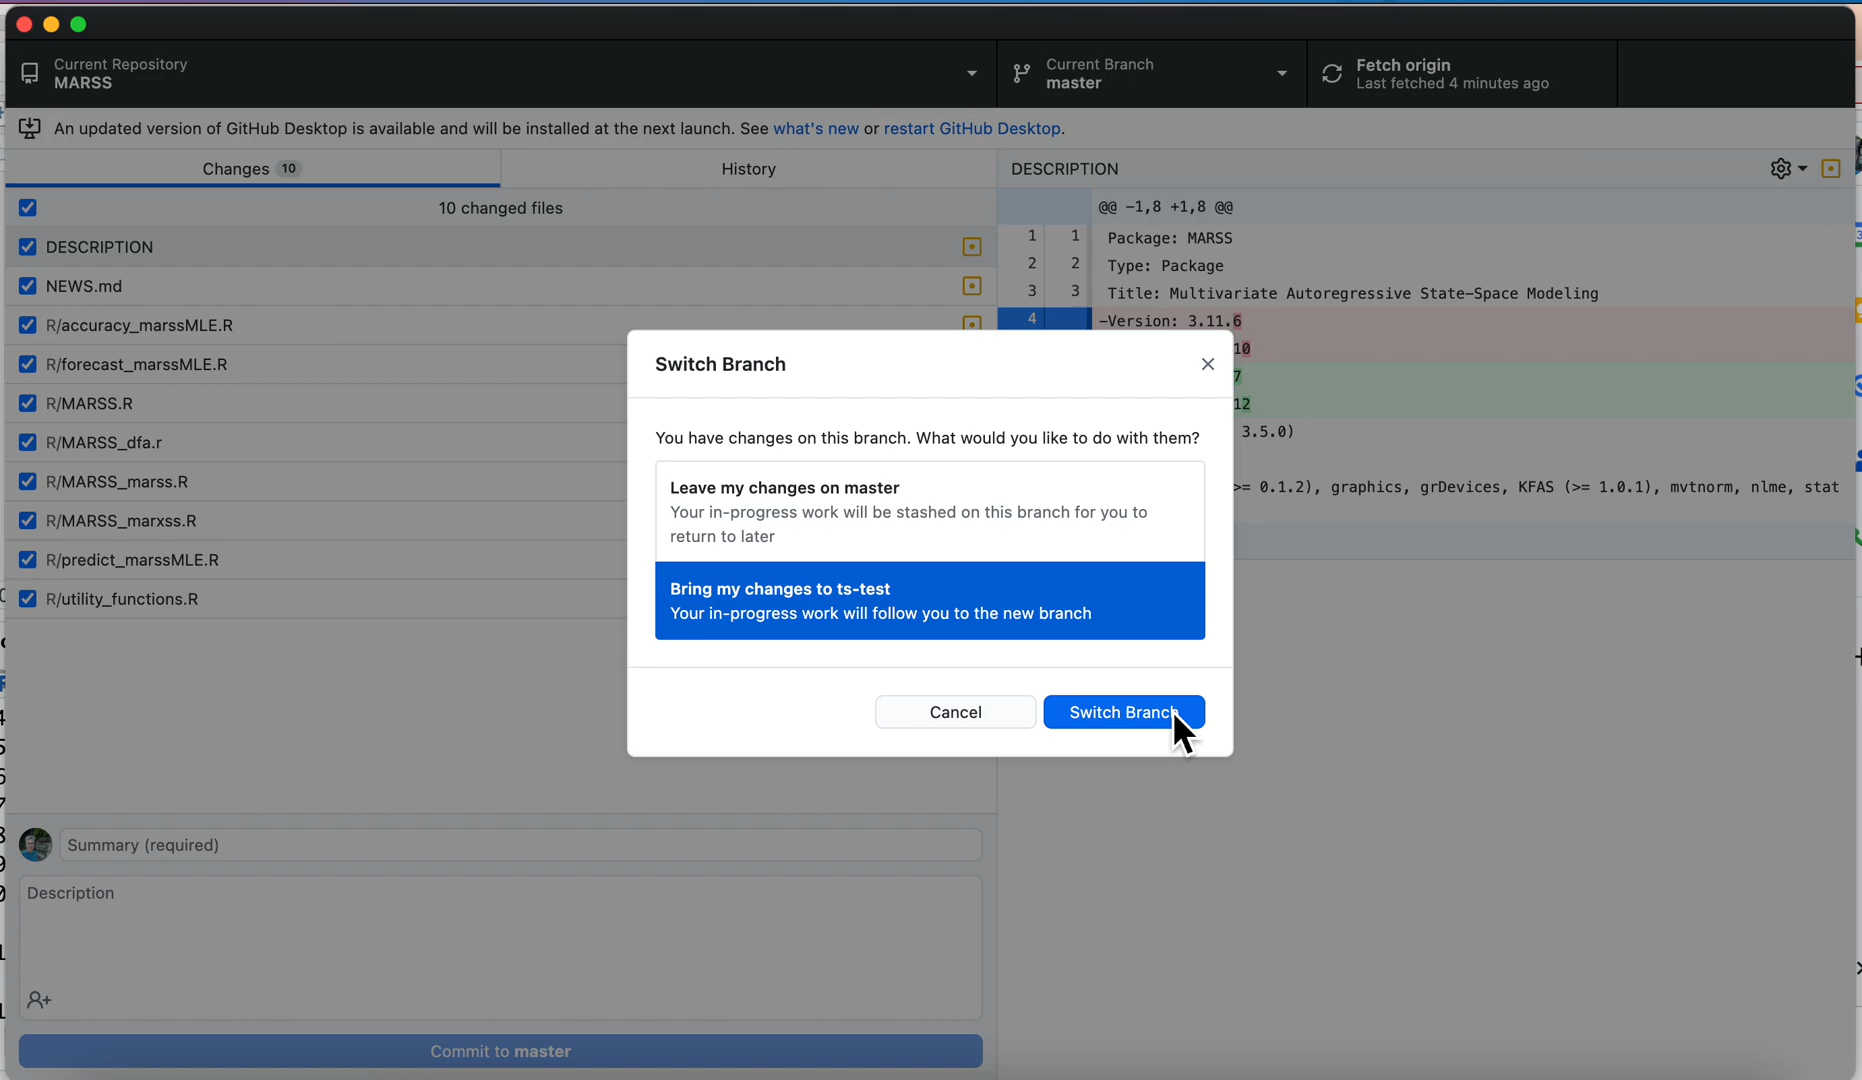 Current Repository
MARSS
Current Branch
master
Fetch origin
Last fetched 4 minutes ago
An updated version of GitHub Desktop is available and will be installed at the next launch. See what's new or restart GitHub Desktop.
Changes 10
History
DESCRIPTION
10 changed files
@@ -1,8 +1,8 @@
DESCRIPTION
1 1 Package: MARSS
2 2 Type: Package
NEWS.md
3 3 Title: Multivariate Autoregressive State-Space Modeling
R/accuracy_marssMLE.R
4 -Version: 3.11.6
10
R/forecast_marssMLE.R
7
R/MARSS.R
12
3.5.0)
R/MARSS_dfa.r
R/MARSS_marss.R
>= 0.1.2), graphics, grDevices, KFAS (>= 1.0.1), mvtnorm, nlme, stat
R/MARSS_marxss.R
R/predict_marssMLE.R
R/utility_functions.R
Switch Branch
You have changes on this branch. What would you like to do with them?
Leave my changes on master
Your in-progress work will be stashed on this branch for you to
return to later
Bring my changes to ts-test
Your in-progress work will follow you to the new branch
Cancel
Switch Branch
Summary (required)
Description
Commit to master